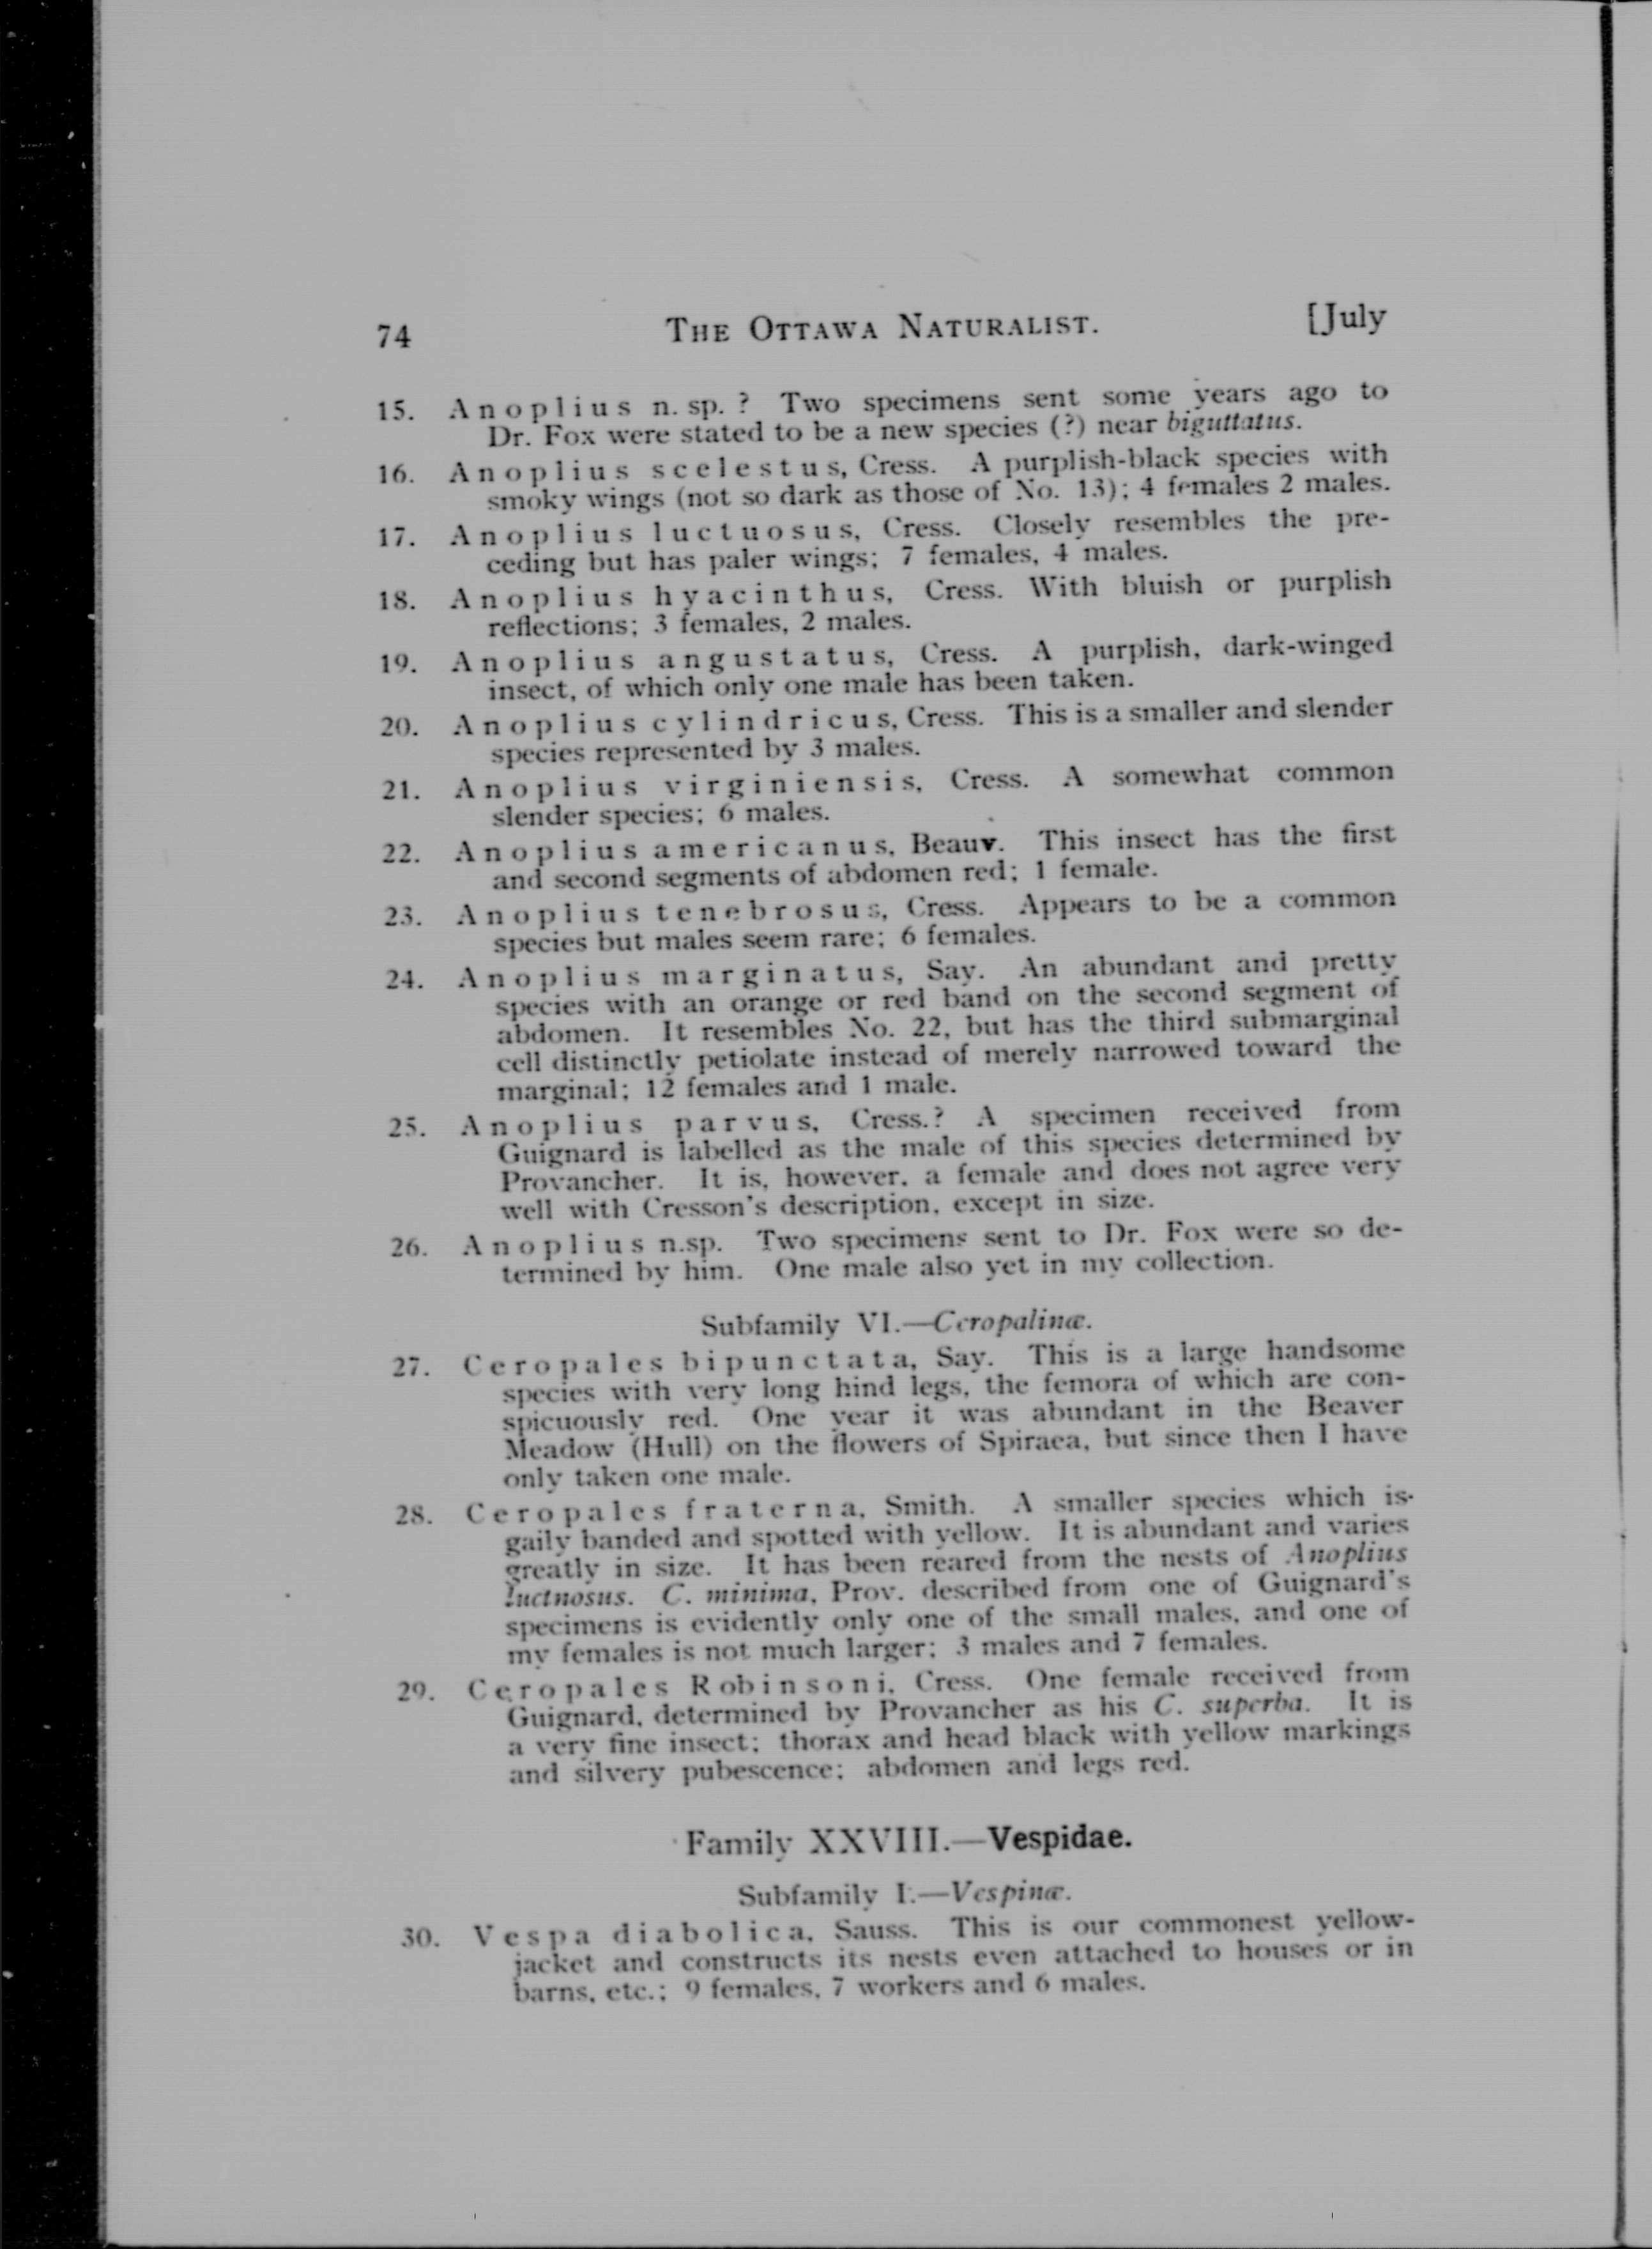 74 THE OTTAWA NATURALIST. [July
15. Anoplius n. sp. ? Two specimens sent some years ago to
Dr. Fox were stated to be a new species (?) near biguttatus.
16. Anoplius scelestus, Cress. A purplish-black species with
smoky wings (not so dark as those of No. 13); 4 females 2 males.
17. Anoplius luctuosus, Cress. Closely resembles the pre-
ceding but has paler wings; 7 females, 4 males.
18. Anoplius hyacinthus, Cress. With bluish or purplish
reflections; 3 females, 2 males.
19. Anoplius angustatus, Cress. A purplish, dark-winged
insect, of which only one male has been taken.
20. Anoplius cylindricus, Cress. This is a smaller and slender
species represented by 3 males.
21. Anoplius virginiensis, Cress. A somewhat common
slender species; 6 males.
22. Anoplius americanus, Beauv. This insect has the first
and second segments of abdomen red; 1 female.
23. Anoplius tenebrosus, Cress. Appears to be a common
species but males seem rare; 6 females.
24. Anoplius marginatus, Say. An abundant and pretty
species with an orange or red band on the second segment of
abdomen. It resembles No. 22, but has the third submarginal
cell distinctly petiolate instead of merely narrowed toward the
marginal; 12 females and 1 male.
25. Anoplius parvus, Cress.? A specimen received from
Guignard is labelled as the male of this species determined by
Provancher. It is, however, a female and does not agree very
well with Cresson's description, except in size.
26. Anoplius n.sp. Two specimens sent to Dr. Fox were so de-
termined by him. One male also yet in my collection.
Subfamily VI.—Ceropalinæ.
27. Ceropales bipunctata, Say. This is a large handsome
species with very long hind legs, the femora of which are con-
spicuously red. One year it was abundant in the Beaver
Meadow (Hull) on the flowers of Spiraea, but since then I have
only taken one male.
28. Ceropales fraterna, Smith. A smaller species which is
gaily banded and spotted with yellow. It is abundant and varies
greatly in size. It has been reared from the nests of Anoplius
luctnosus. C. minima, Prov. described from one of Guignard's
specimens is evidently only one of the small males, and one of
my females is not much larger; 3 males and 7 females.
29. Ceropales Robinsoni, Cress. One female received from
Guignard, determined by Provancher as his C. superba. It is
a very fine insect; thorax and head black with yellow markings
and silvery pubescence; abdomen and legs red.
Family XXVIII.—Vespidae.
Subfamily I.—Vespinæ.
30. Vespa diabolica, Sauss. This is our commonest yellow-
jacket and constructs its nests even attached to houses or in
barns, etc.; 9 females, 7 workers and 6 males.